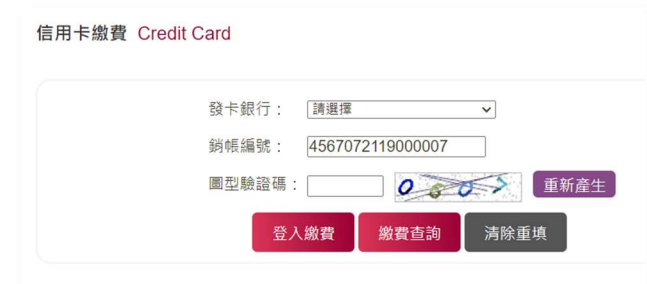 信用卡繳費 Credit Card
發卡銀行： 請選擇
銷帳編號： 4567072119000007
圖型驗證碼： 重新產生
登入繳費 繳費查詢 清除重填